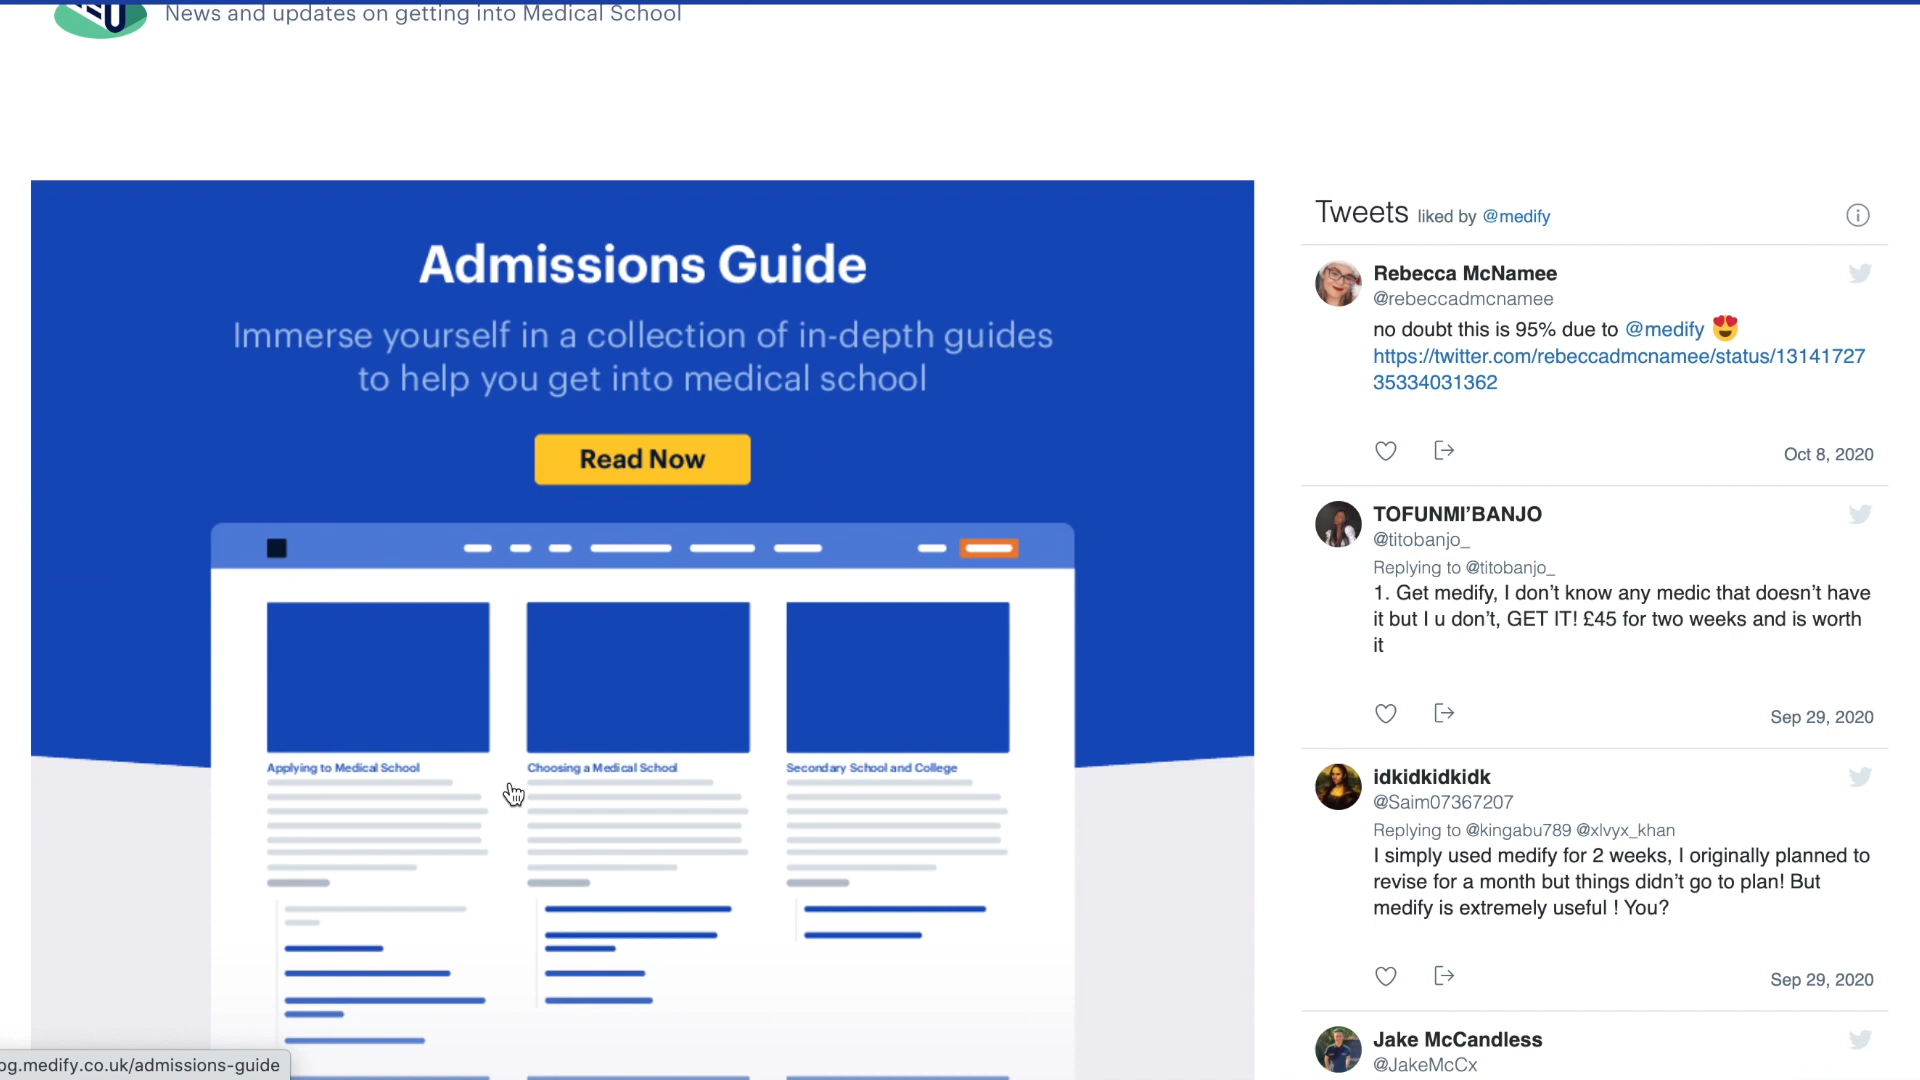 News and updates on getting into Medical School
Admissions Guide
Immerse yourself in a collection of in-depth guides
to help you get into medical school
Read Now
Applying to Medical School
Choosing a Medical School
Secondary School and College
Tweets liked by @medify
Rebecca McNamee
@rebeccadmcnamee
no doubt this is 95% due to @medify 😍
https://twitter.com/rebeccadmcnamee/status/13141727
35334031362
Oct 8, 2020
TOFUNMI’BANJO
@titobanjo_
Replying to @titobanjo_
1. Get medify, I don’t know any medic that doesn’t have
it but I u don’t, GET IT! £45 for two weeks and is worth
it
Sep 29, 2020
idkidkidkidk
@Saim07367207
Replying to @kingabu789 @xlvyx_khan
I simply used medify for 2 weeks, I originally planned to
revise for a month but things didn’t go to plan! But
medify is extremely useful ! You?
Sep 29, 2020
Jake McCandless
@JakeMcCx
og.medify.co.uk/admissions-guide